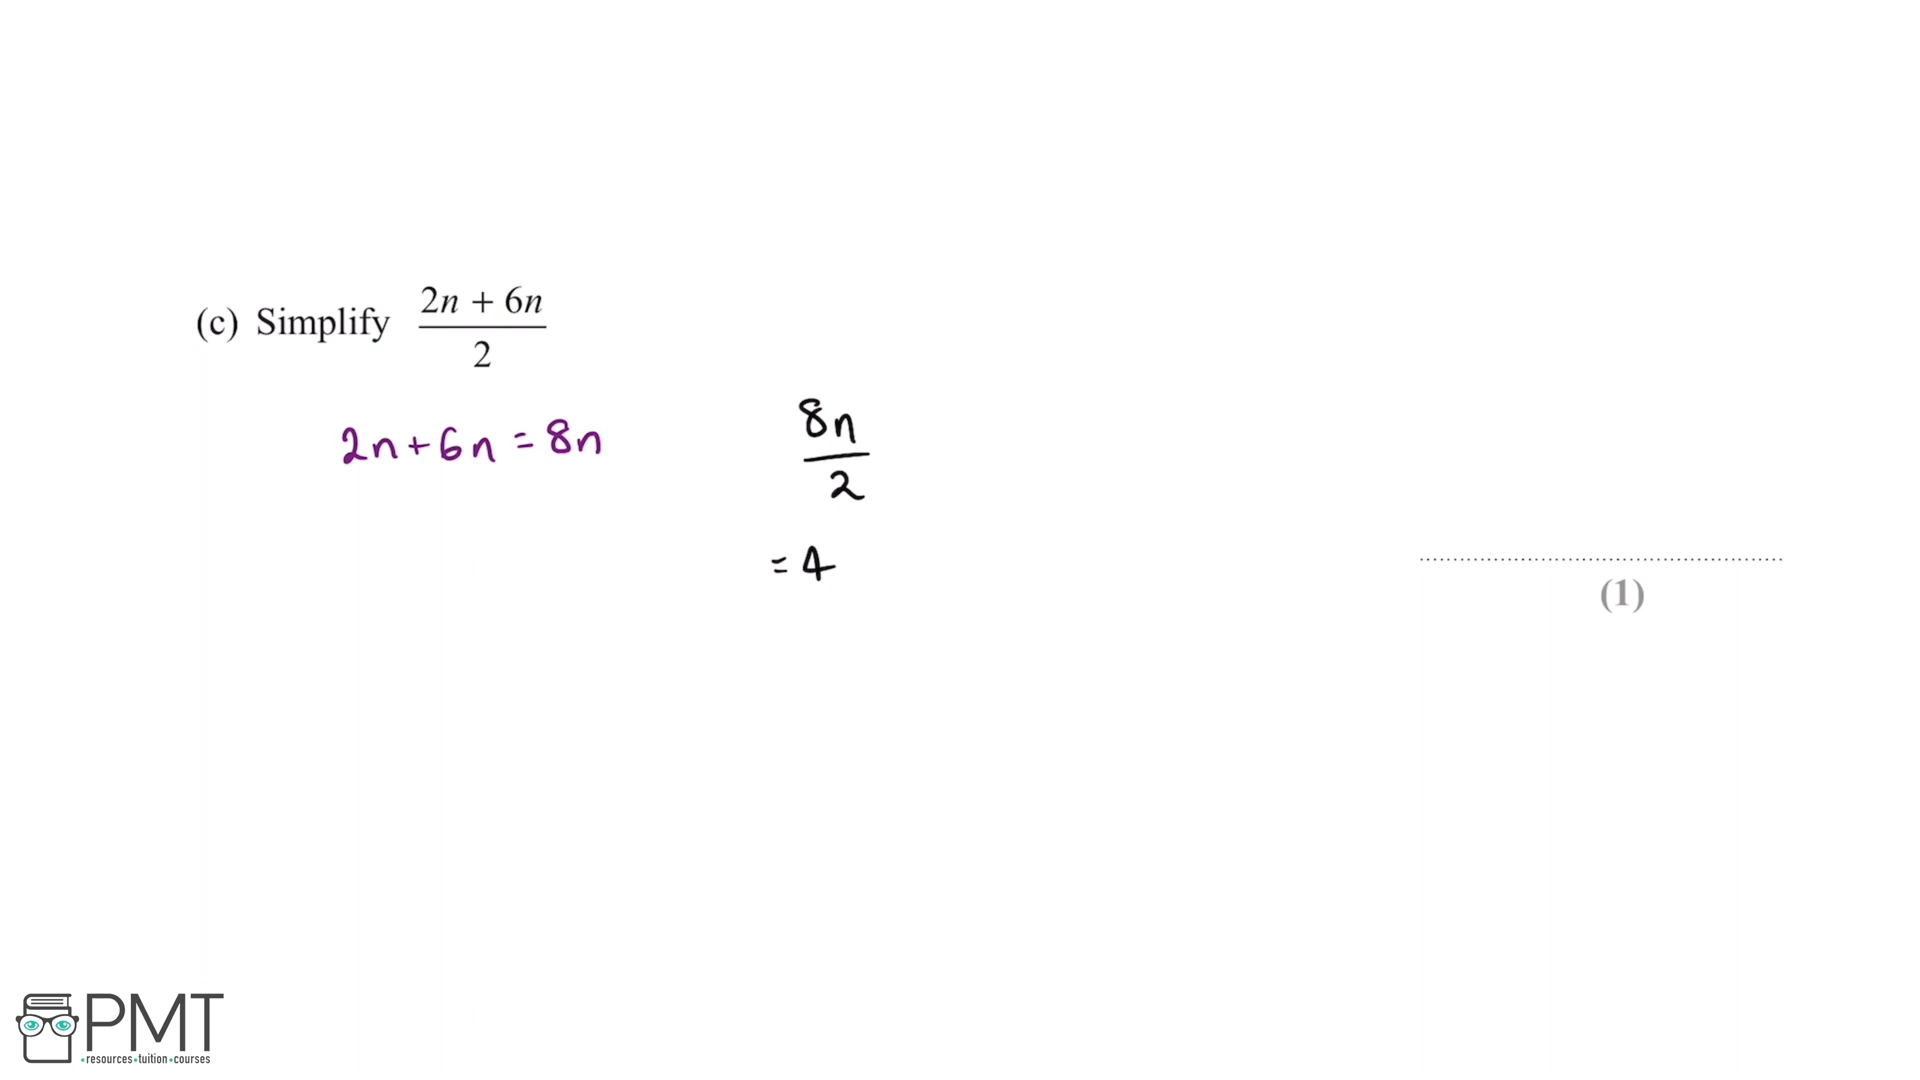 (c) Simplify 2n + 6n
2
2n+6n = 8n
8n
2
= 4
(1)
PMT
•resources•tuition•courses